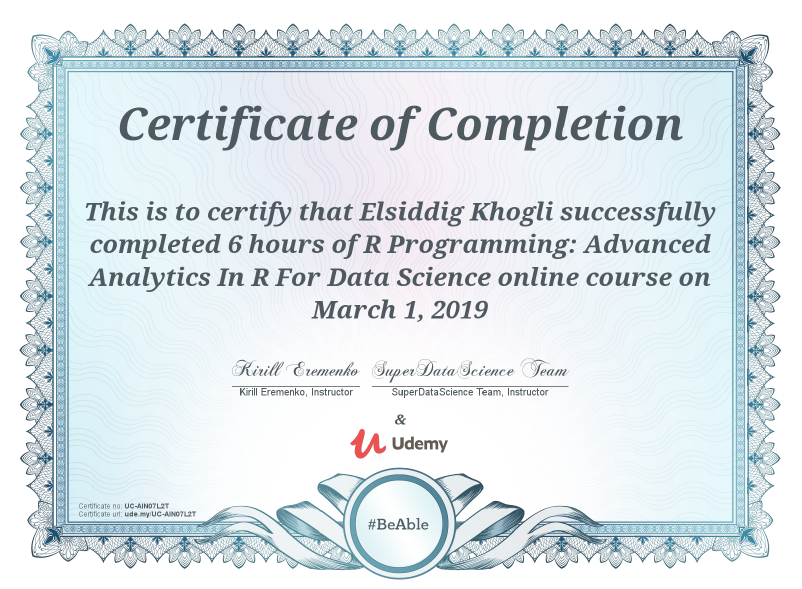 Certificate of Completion
This is to certify that Elsiddig Khogli successfully
completed 6 hours of R Programming: Advanced
Analytics In R For Data Science online course on
March 1, 2019
Kirill Eremenko SuperDataScience Team
Kirill Eremenko, Instructor SuperDataScience Team, Instructor
&
Udemy
Certificate no: UC-AIN07L2T
Certificate url: ude.my/UC-AIN07L2T
#BeAble